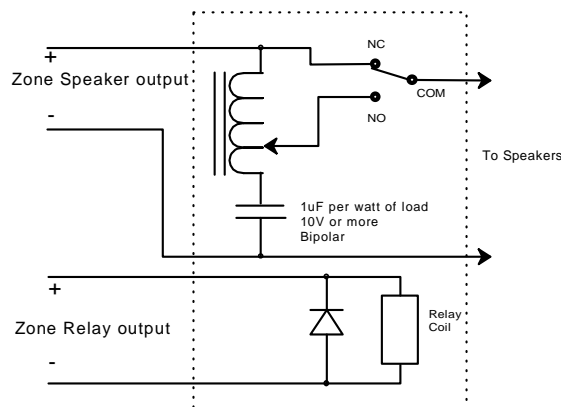 +
NC
Zone Speaker output
COM
-
NO
To Speakers
1uF per watt of load
10V or more
Bipolar
+
Relay
Coil
Zone Relay output
-